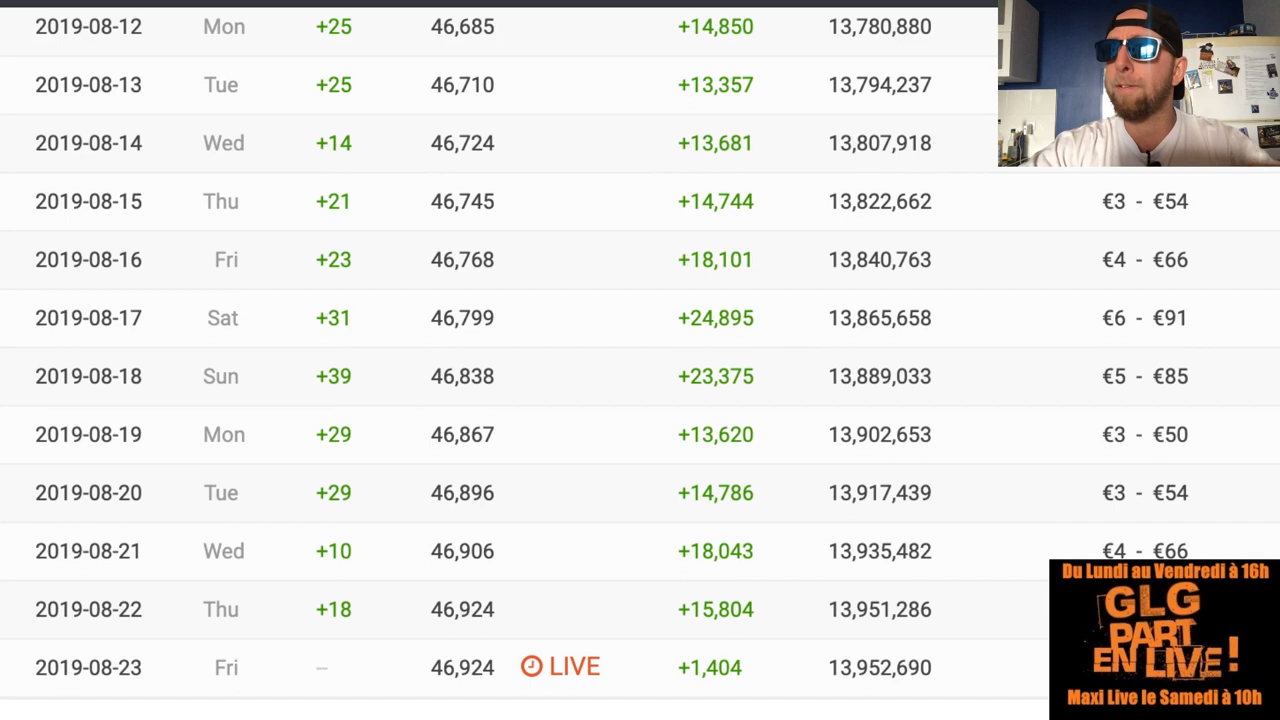 2019-08-12 Mon +25 46,685 +14,850 13,780,880
2019-08-13 Tue +25 46,710 +13,357 13,794,237
2019-08-14 Wed +14 46,724 +13,681 13,807,918
2019-08-15 Thu +21 46,745 +14,744 13,822,662 €3 - €54
2019-08-16 Fri +23 46,768 +18,101 13,840,763 €4 - €66
2019-08-17 Sat +31 46,799 +24,895 13,865,658 €6 - €91
2019-08-18 Sun +39 46,838 +23,375 13,889,033 €5 - €85
2019-08-19 Mon +29 46,867 +13,620 13,902,653 €3 - €50
2019-08-20 Tue +29 46,896 +14,786 13,917,439 €3 - €54
2019-08-21 Wed +10 46,906 +18,043 13,935,482 €4 - €66
2019-08-22 Thu +18 46,924 +15,804 13,951,286
2019-08-23 Fri – 46,924 LIVE +1,404 13,952,690
Du Lundi au Vendredi à 16h
GLG
PART
EN LIVE !
Maxi Live le Samedi à 10h